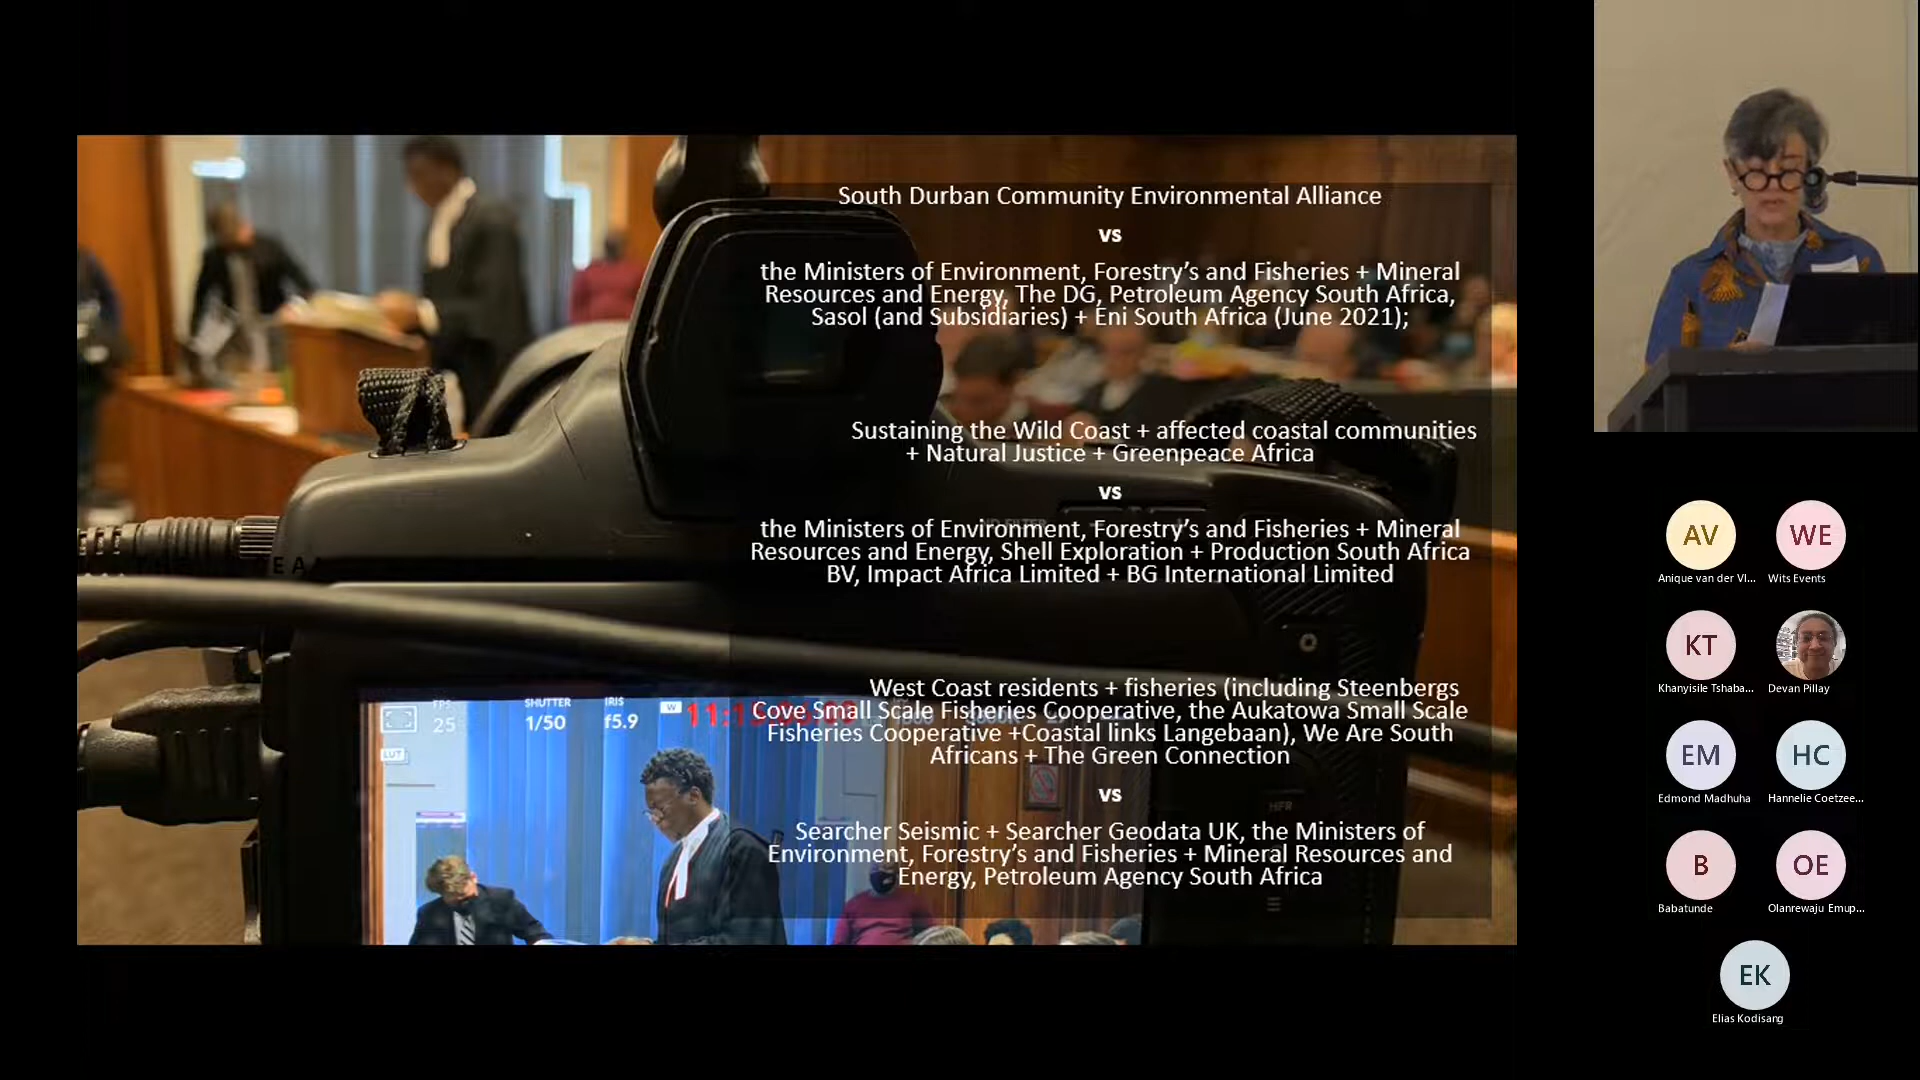 South Durban Community Environmental Alliance
vs
the Ministers of Environment, Forestry’s and Fisheries + Mineral
Resources and Energy, The DG, Petroleum Agency South Africa,
Sasol (and Subsidiaries) + Eni South Africa (June 2021);
Sustaining the Wild Coast + affected coastal communities
+ Natural Justice + Greenpeace Africa
vs
the Ministers of Environment, Forestry’s and Fisheries + Mineral
Resources and Energy, Shell Exploration + Production South Africa
BV, Impact Africa Limited + BG International Limited
West Coast residents + fisheries (including Steenbergs
Cove Small Scale Fisheries Cooperative, the Aukatowa Small Scale
Fisheries Cooperative +Coastal links Langebaan), We Are South
Africans + The Green Connection
vs
Searcher Seismic + Searcher Geodata UK, the Ministers of
Environment, Forestry’s and Fisheries + Mineral Resources and
Energy, Petroleum Agency South Africa
FPS
25
SHUTTER
1/50
IRIS
f5.9
W
LUT
HFR
AV
Anique van der Vl...
WE
Wits Events
KT
Khanyisile Tshaba...
Devan Pillay
EM
Edmond Madhuha
HC
Hannelie Coetzee...
B
Babatunde
OE
Olanrewaju Emup...
EK
Elias Kodisang